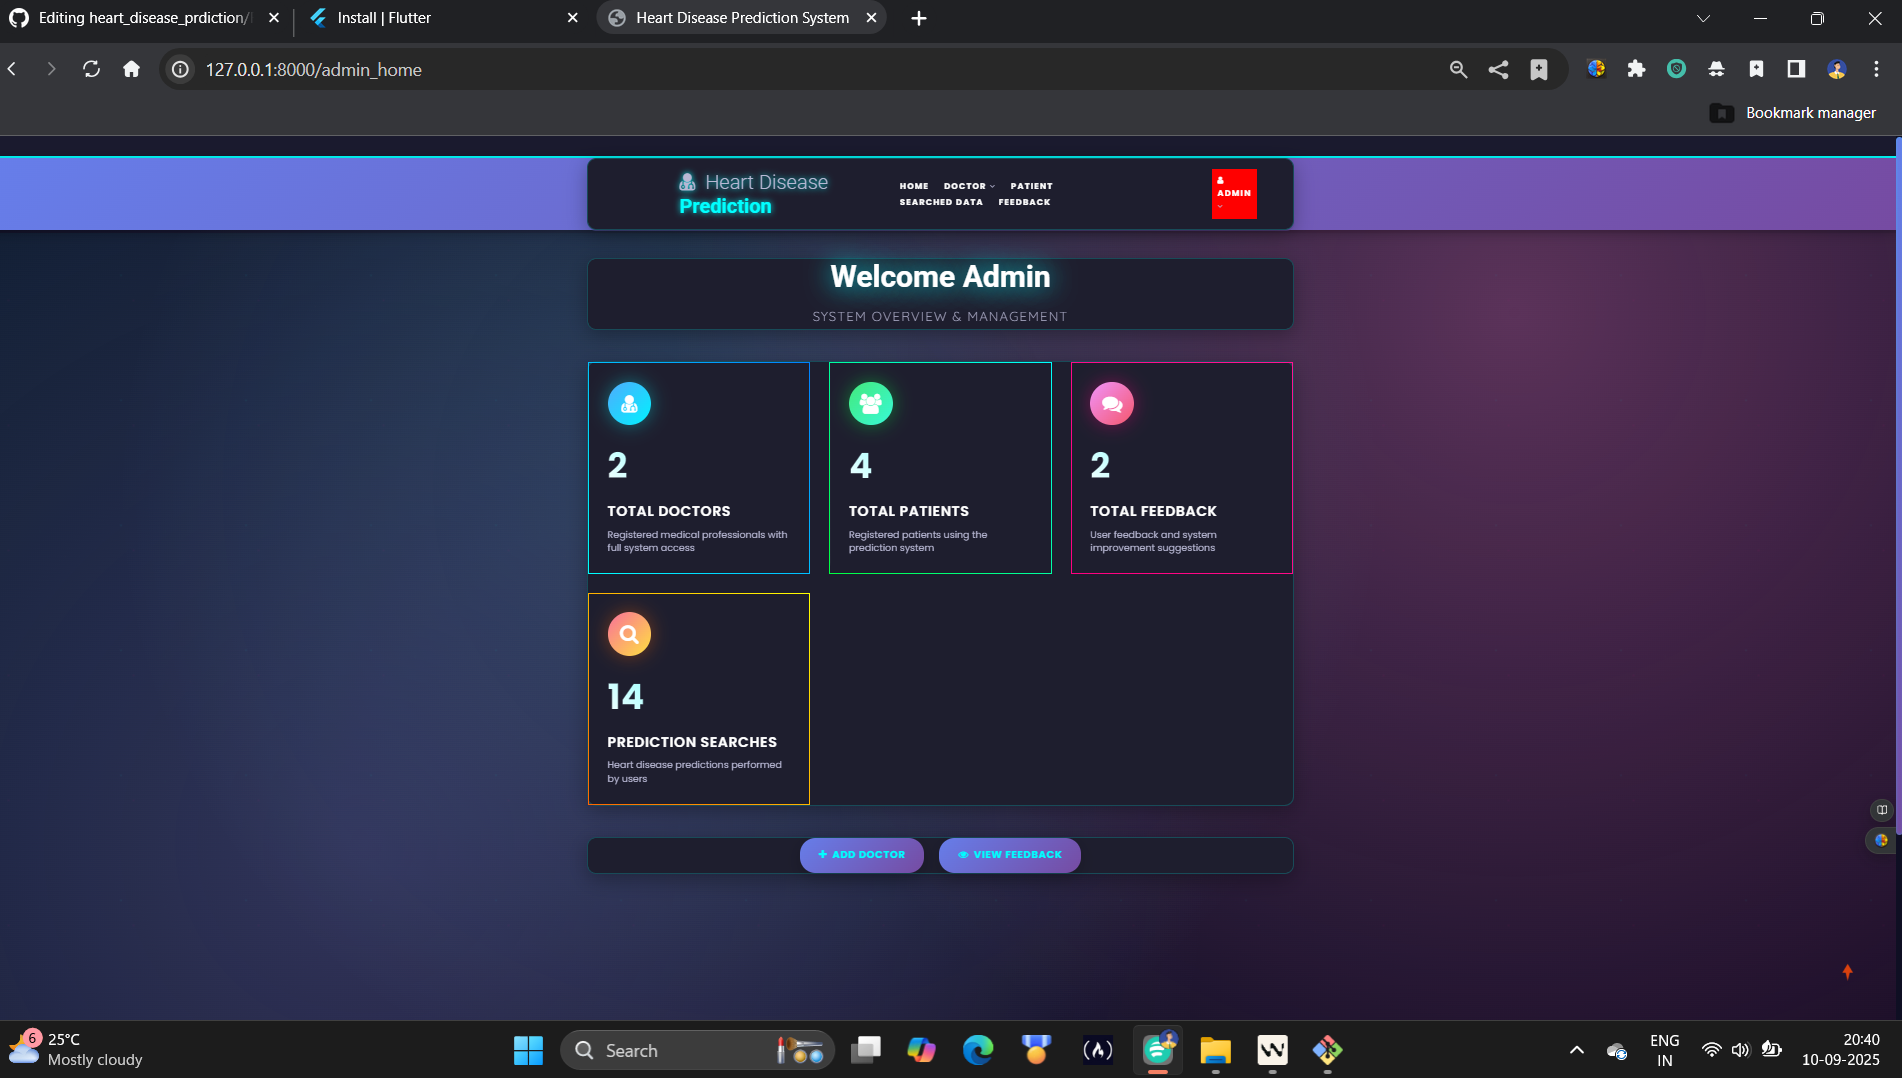 Editing heart_disease_prdiction/
Install | Flutter
Heart Disease Prediction System
127.0.0.1:8000/admin_home
Bookmark manager
Heart Disease
Prediction
HOME DOCTOR PATIENT
SEARCHED DATA FEEDBACK
ADMIN
Welcome Admin
SYSTEM OVERVIEW & MANAGEMENT
2
TOTAL DOCTORS
Registered medical professionals with
full system access
4
TOTAL PATIENTS
Registered patients using the
prediction system
2
TOTAL FEEDBACK
User feedback and system
improvement suggestions
14
PREDICTION SEARCHES
Heart disease predictions performed
by users
ADD DOCTOR
VIEW FEEDBACK
6
25°C
Mostly cloudy
Search
ENG
IN
20:40
10-09-2025